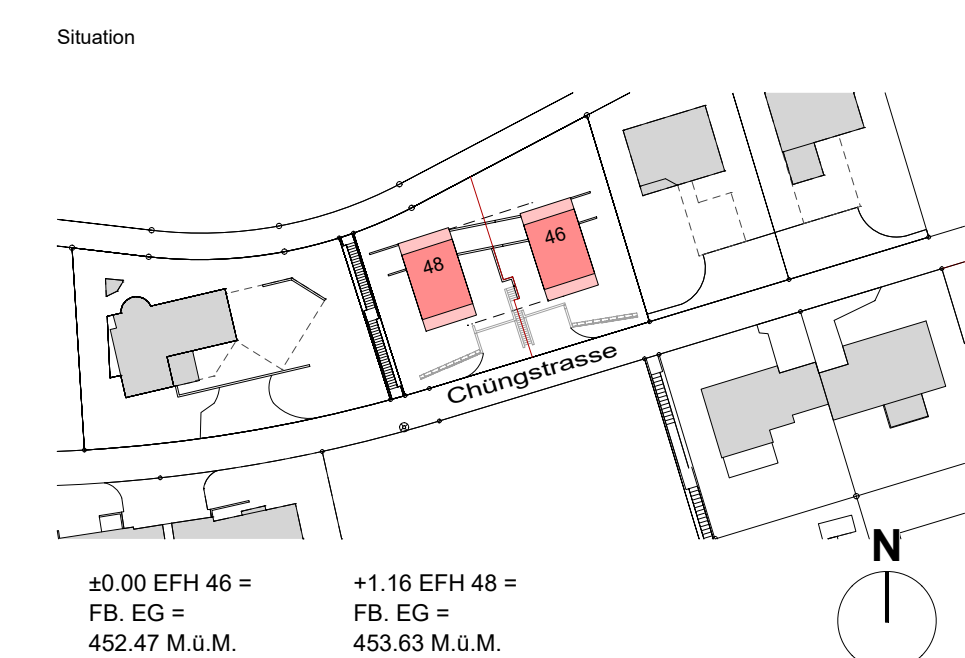 Situation
48
46
Chüngstrasse
N
±0.00 EFH 46 =
FB. EG =
452.47 M.ü.M.
+1.16 EFH 48 =
FB. EG =
453.63 M.ü.M.